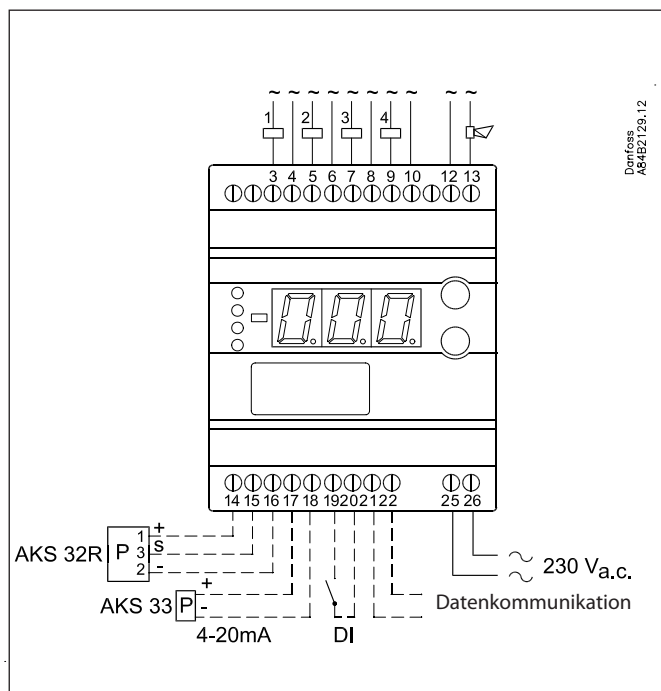 ~ ~ ~ ~ ~ ~ ~ ~ ~ ~
1 2 3 4
3 4 5 6 7 8 9 10 12 13
Danfoss
A84B2129.12
14 15 16 17 18 19 20 21 22 25 26
AKS 32R P 1 +
3 s
2 -
AKS 33 P +
-
4-20mA DI
230 Va.c.
Datenkommunikation